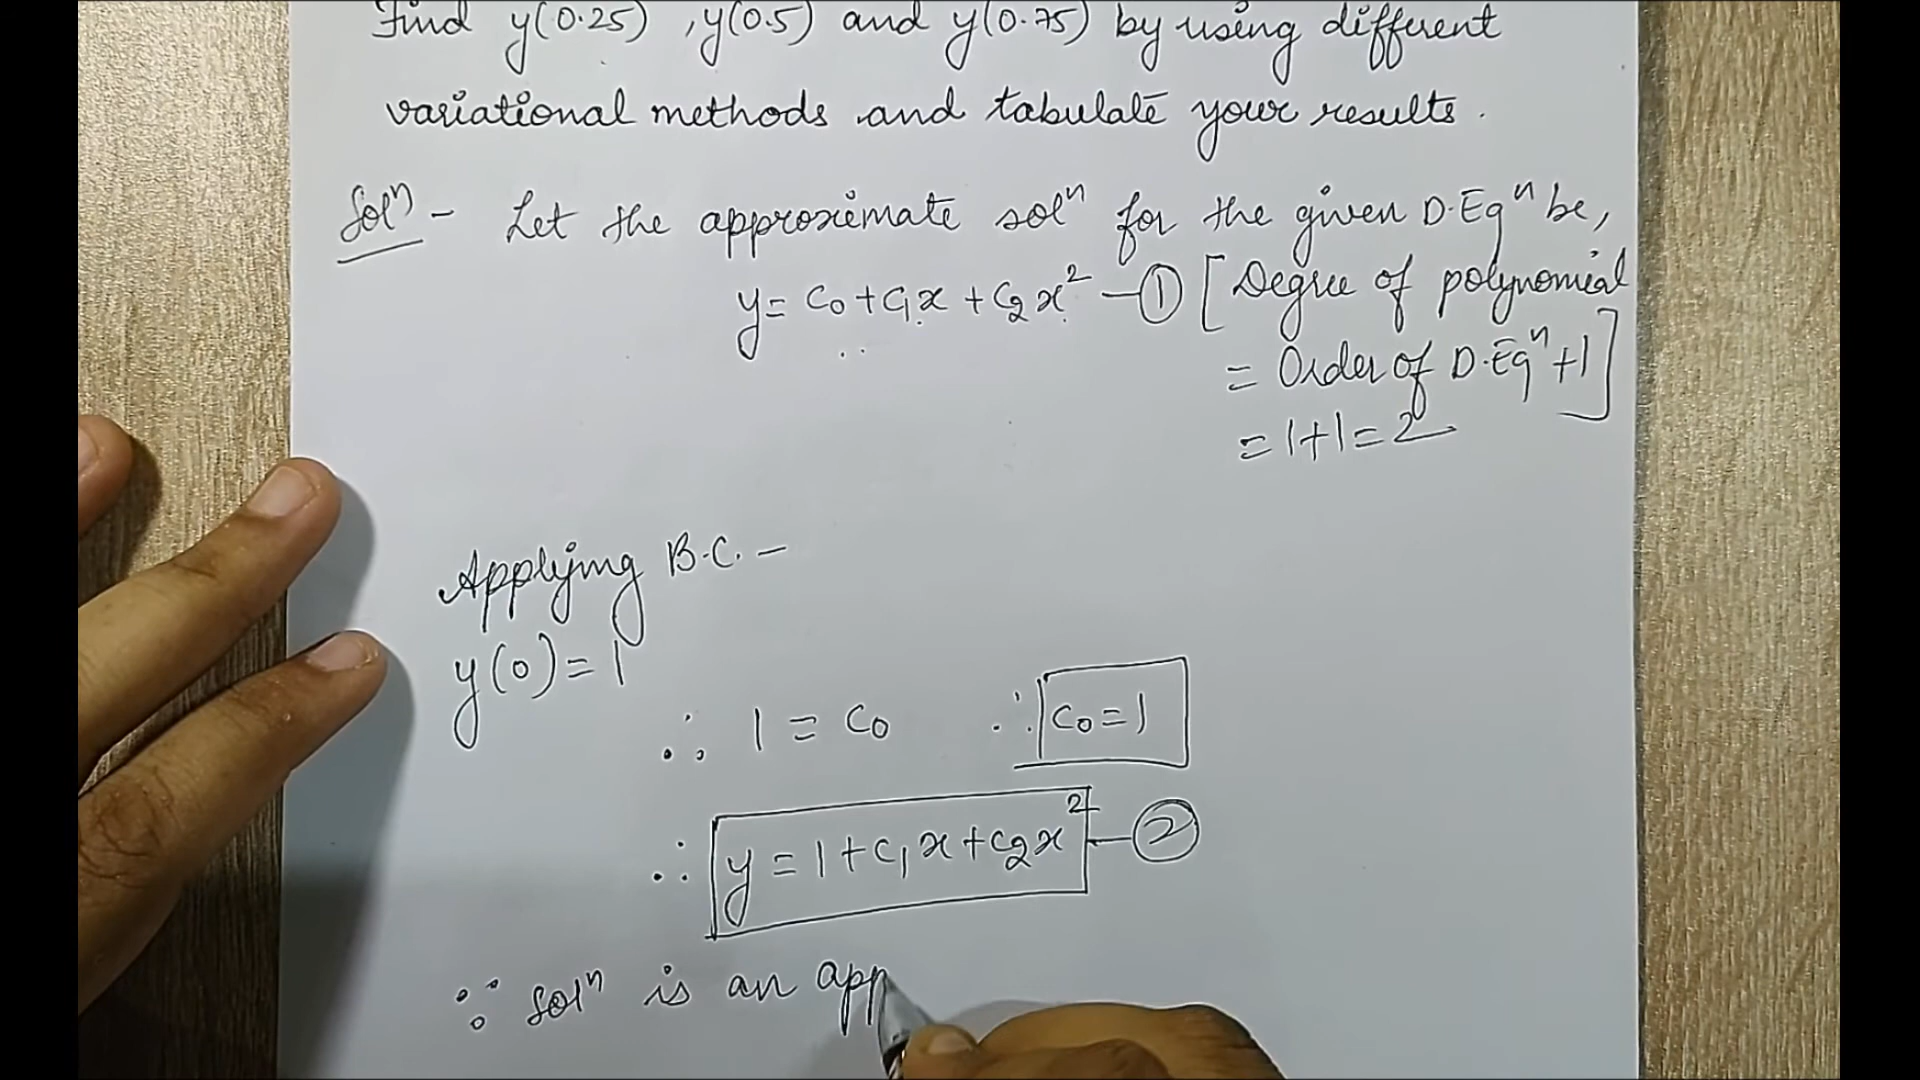 Find y(0.25) , y(0.5) and y(0.75) by using different
variational methods and tabulate your results.
Solⁿ - Let the approximate solⁿ for the given D.Eqⁿ be,
y = c₀ + c₁x + c₂x² — ① [Degree of polynomial
= Order of D.Eqⁿ + 1]
= 1+1 = 2
Applying B.C. -
y(0) = 1
∴ 1 = c₀ ∴ c₀ = 1
∴ y = 1 + c₁x + c₂x² — ②
∵ Solⁿ is an app